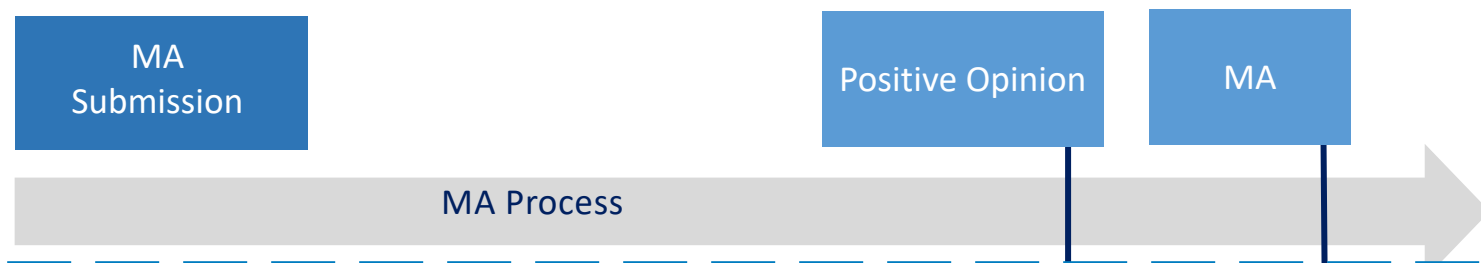 MA
Submission
Positive Opinion
MA
MA Process